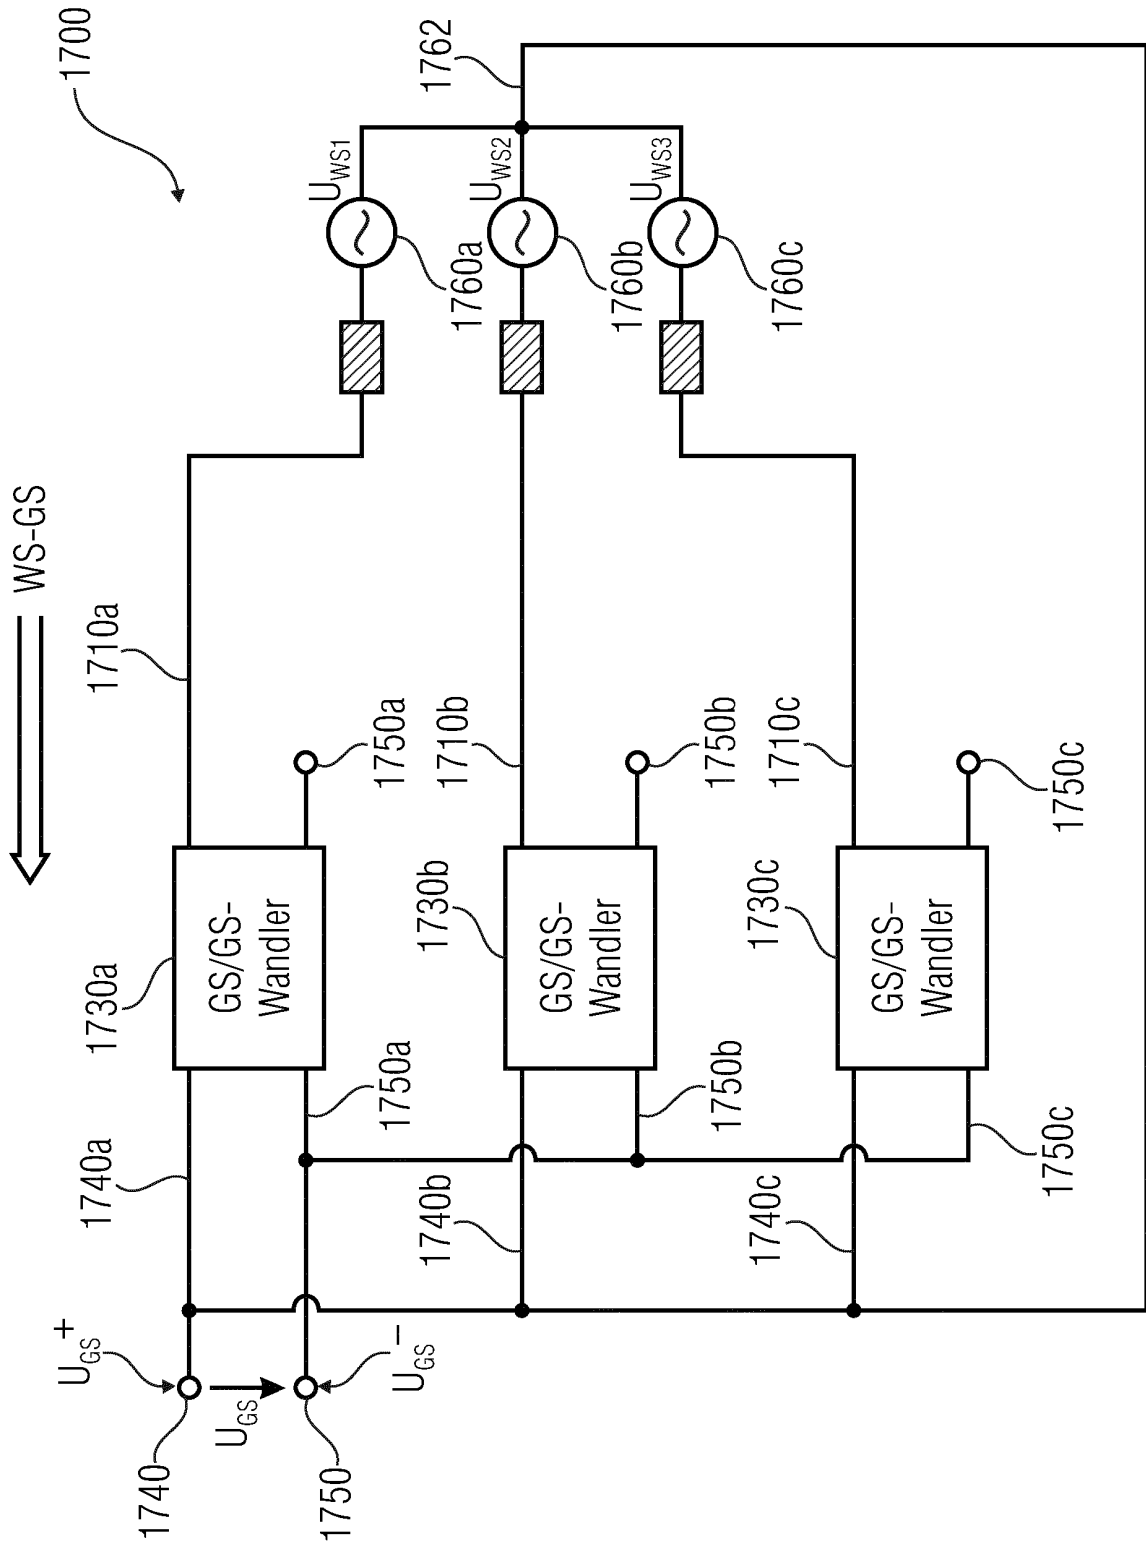 1700
WS-GS
1762
U_WS1
U_WS2
U_WS3
1760a
1760b
1760c
1710a
1710b
1710c
1750a
1750b
1750c
1730a
GS/GS-
Wandler
1730b
GS/GS-
Wandler
1730c
GS/GS-
Wandler
1750a
1750b
1750c
1740a
1740b
1740c
U_GS^+
U_GS^-
U_GS
1740
1750